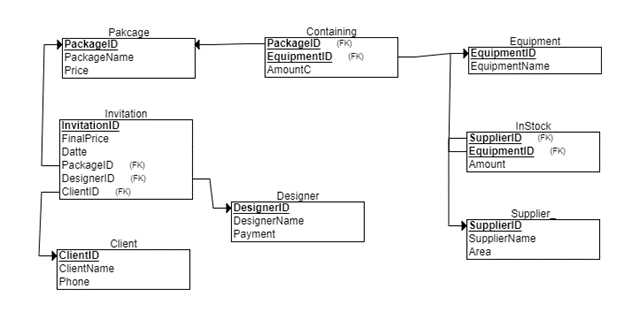 Pakcage
PackageID
PackageName
Price
Containing
PackageID (FK)
EquipmentID (FK)
AmountC
Equipment
EquipmentID
EquipmentName
Invitation
InvitationID
FinalPrice
Datte
PackageID (FK)
DesignerID (FK)
ClientID (FK)
InStock
SupplierID (FK)
EquipmentID (FK)
Amount
Designer
DesignerID
DesignerName
Payment
Supplier_
SupplierID
SupplierName
Area
Client
ClientID
ClientName
Phone